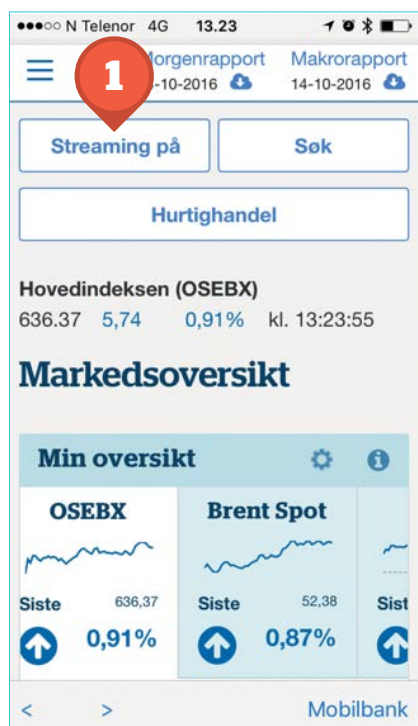 N Telenor 4G 13.23
1
Morgenrapport Makrorapport
-10-2016 14-10-2016
Streaming på Søk
Hurtighandel
Hovedindeksen (OSEBX)
636.37 5,74 0,91% kl. 13:23:55
Markedsoversikt
Min oversikt
OSEBX Brent Spot
Siste 636,37 Siste 52,38 Sist
0,91% 0,87%
< > Mobilbank